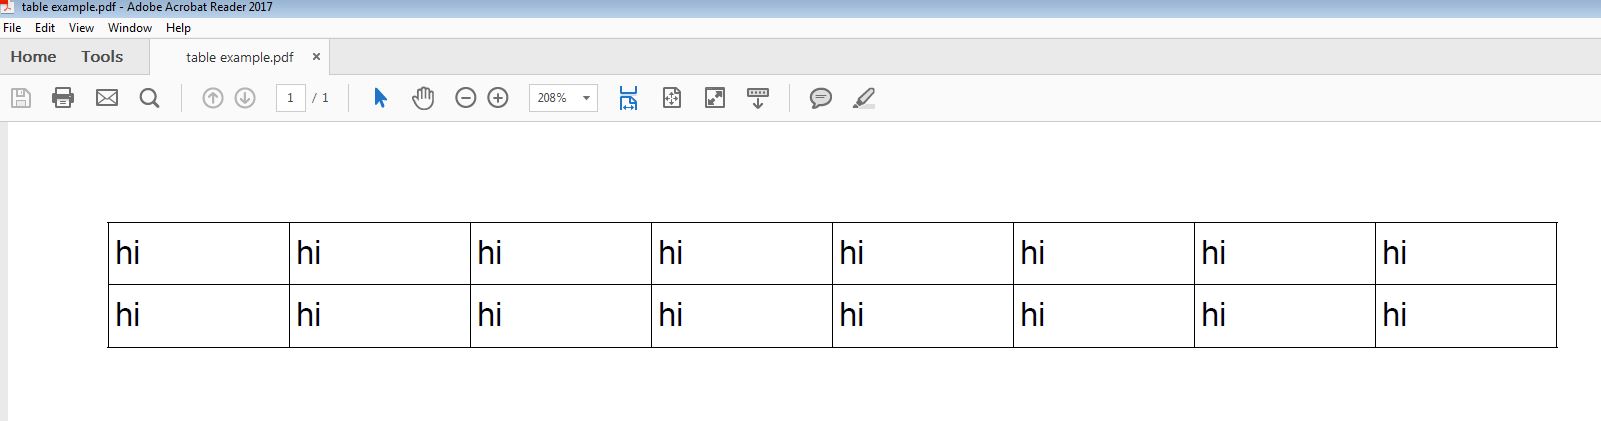 table example.pdf - Adobe Acrobat Reader 2017
File Edit View Window Help
Home Tools table example.pdf ×
1 / 1 208%
hi hi hi hi hi hi hi hi
hi hi hi hi hi hi hi hi